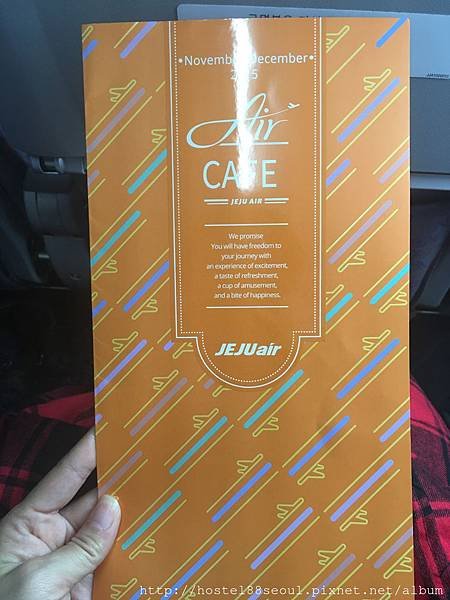 •November December•
Air
CAFE
JEJU AIR
We promise
You will have freedom to
your journey with
an experience of excitement,
a taste of refreshment,
a cup of amusement,
and a bite of happiness.
JEJUair
http://hostel88seoul.pixnet.net/album